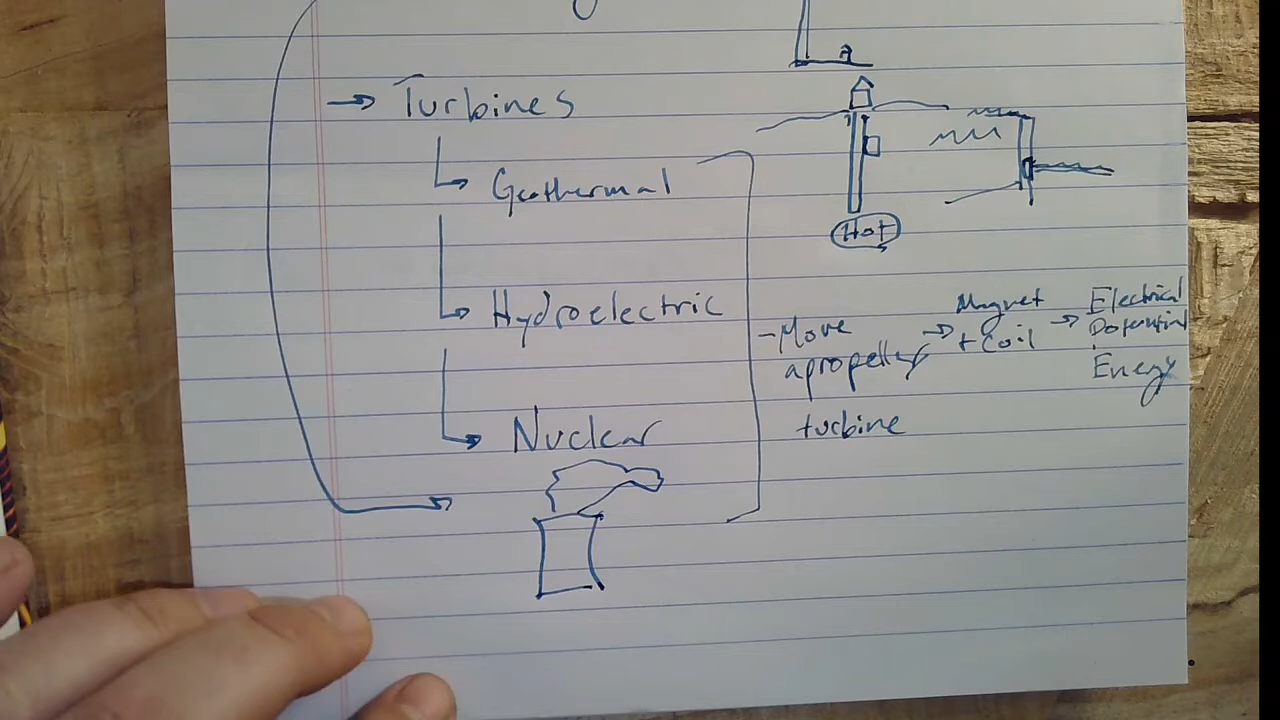 → Turbines
Geothermal
Hot
Hydroelectric
- Move
a propeller
turbine
→ Magnet
+ Coil
→ Electrical
Potential
Energy
Nuclear